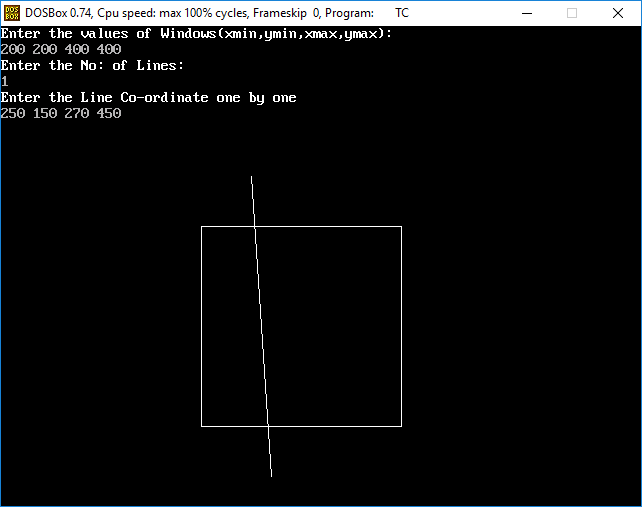 DOS BOX DOSBox 0.74, Cpu speed: max 100% cycles, Frameskip 0, Program: TC
Enter the values of Windows(xmin,ymin,xmax,ymax):
200 200 400 400
Enter the No: of Lines:
1
Enter the Line Co-ordinate one by one
250 150 270 450